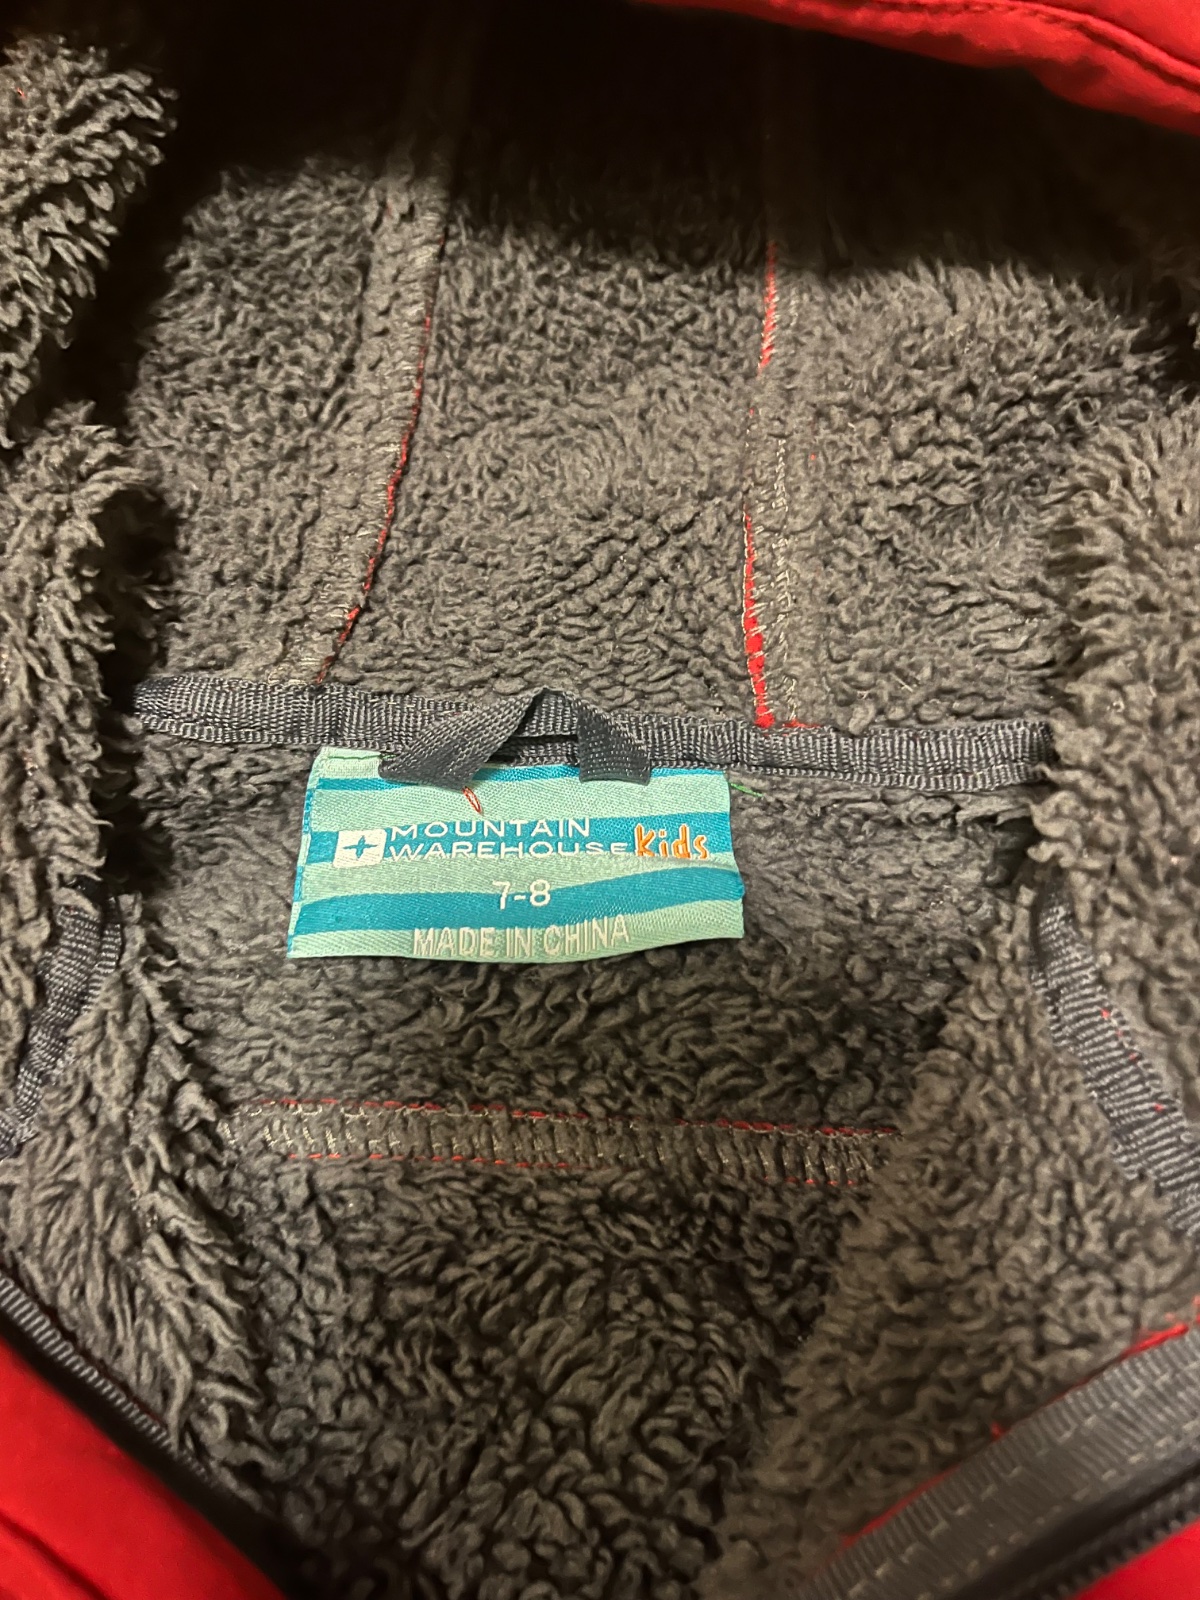 MOUNTAIN
WAREHOUSE Kids
7-8
MADE IN CHINA